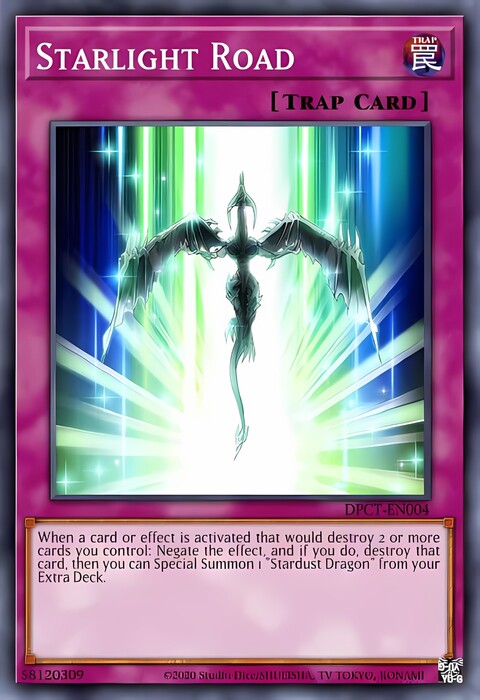 Starlight Road
TRAP
罠
[Trap Card]
DPCT-EN004
When a card or effect is activated that would destroy 2 or more
cards you control: Negate the effect, and if you do, destroy that
card, then you can Special Summon 1 "Stardust Dragon" from your
Extra Deck.
58120309
©2020 Studio Dice/SHUEISHA, TV TOKYO, KONAMI